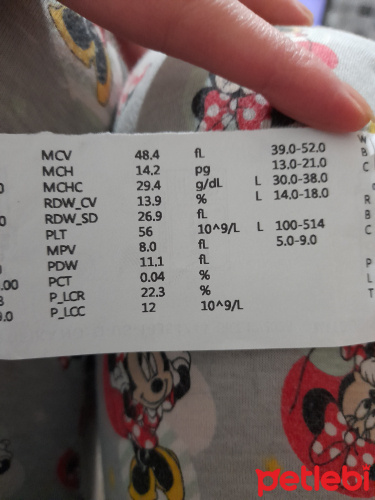 MCV 48.4 fL 39.0-52.0
MCH 14.2 pg 13.0-21.0
MCHC 29.4 g/dL L 30.0-38.0
RDW_CV 13.9 % L 14.0-18.0
RDW_SD 26.9 fL
PLT 56 10^9/L L 100-514
MPV 8.0 fL 5.0-9.0
PDW 11.1 fL
PCT 0.04 %
P_LCR 22.3 %
P_LCC 12 10^9/L
W
B
C
R
B
C
P
L
T
petlebi